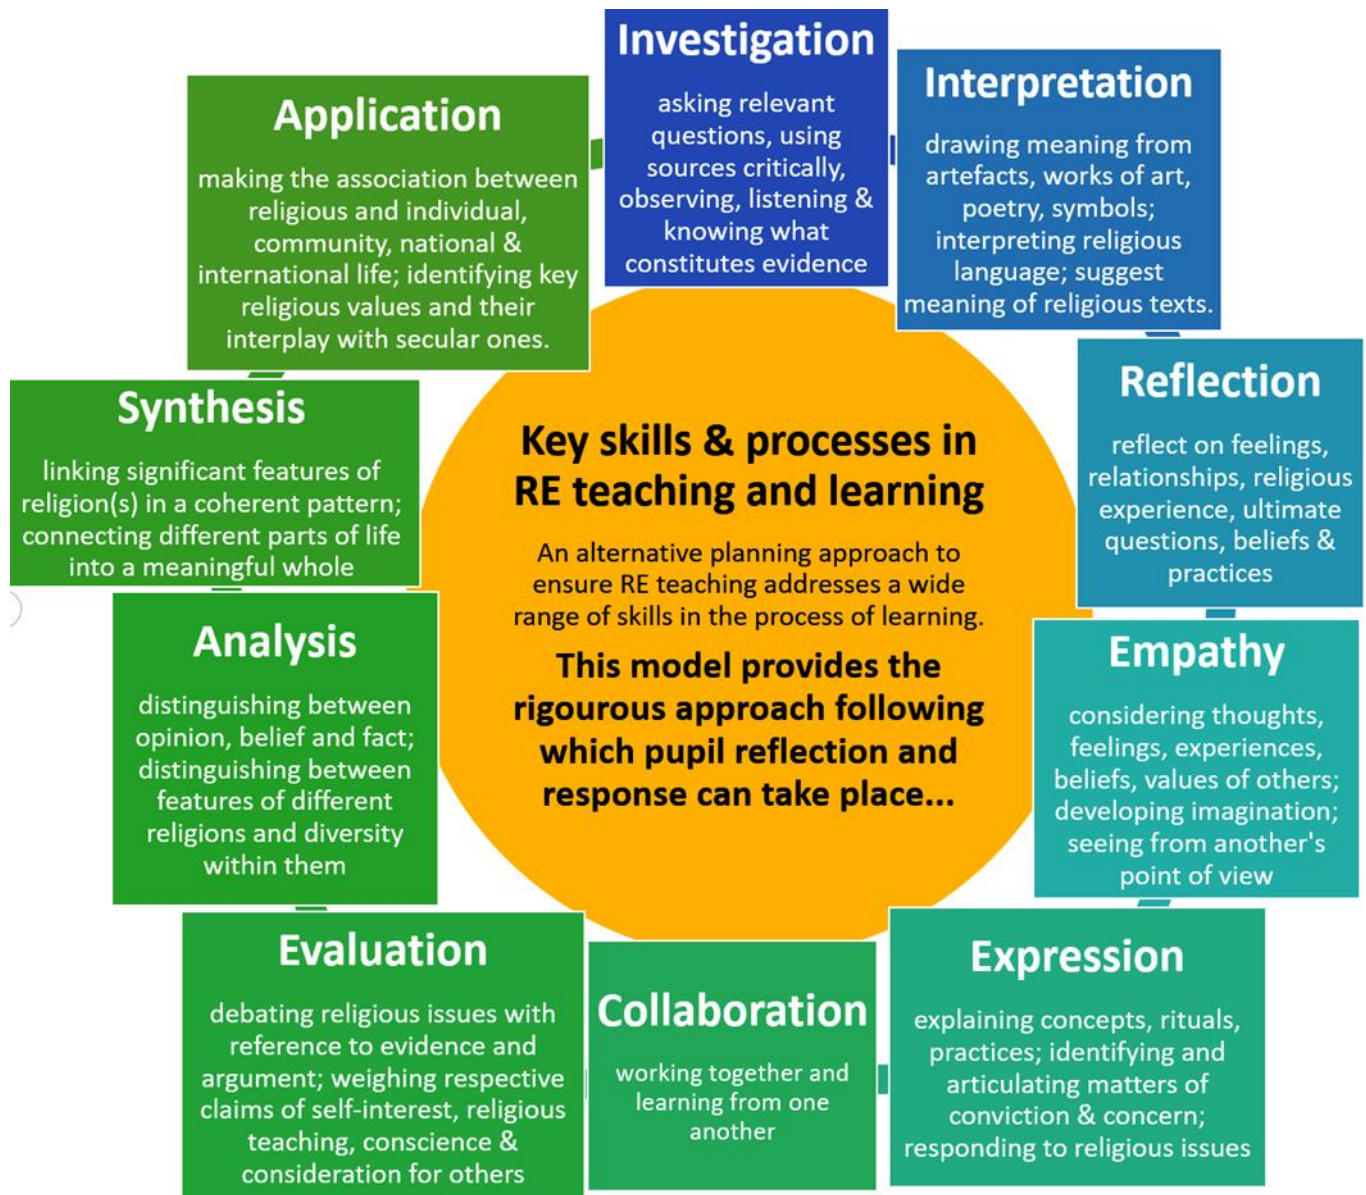 Investigation
asking relevant
questions, using
sources critically,
observing, listening &
knowing what
constitutes evidence
Interpretation
drawing meaning from
artefacts, works of art,
poetry, symbols;
interpreting religious
language; suggest
meaning of religious texts.
Reflection
reflect on feelings,
relationships, religious
experience, ultimate
questions, beliefs &
practices
Empathy
considering thoughts,
feelings, experiences,
beliefs, values of others;
developing imagination;
seeing from another's
point of view
Expression
explaining concepts, rituals,
practices; identifying and
articulating matters of
conviction & concern;
responding to religious issues
Collaboration
working together and
learning from one
another
Evaluation
debating religious issues with
reference to evidence and
argument; weighing respective
claims of self-interest, religious
teaching, conscience &
consideration for others
Analysis
distinguishing between
opinion, belief and fact;
distinguishing between
features of different
religions and diversity
within them
Synthesis
linking significant features of
religion(s) in a coherent pattern;
connecting different parts of life
into a meaningful whole
Application
making the association between
religious and individual,
community, national &
international life; identifying key
religious values and their
interplay with secular ones.
Key skills & processes in
RE teaching and learning
An alternative planning approach to
ensure RE teaching addresses a wide
range of skills in the process of learning.
This model provides the
rigourous approach following
which pupil reflection and
response can take place...